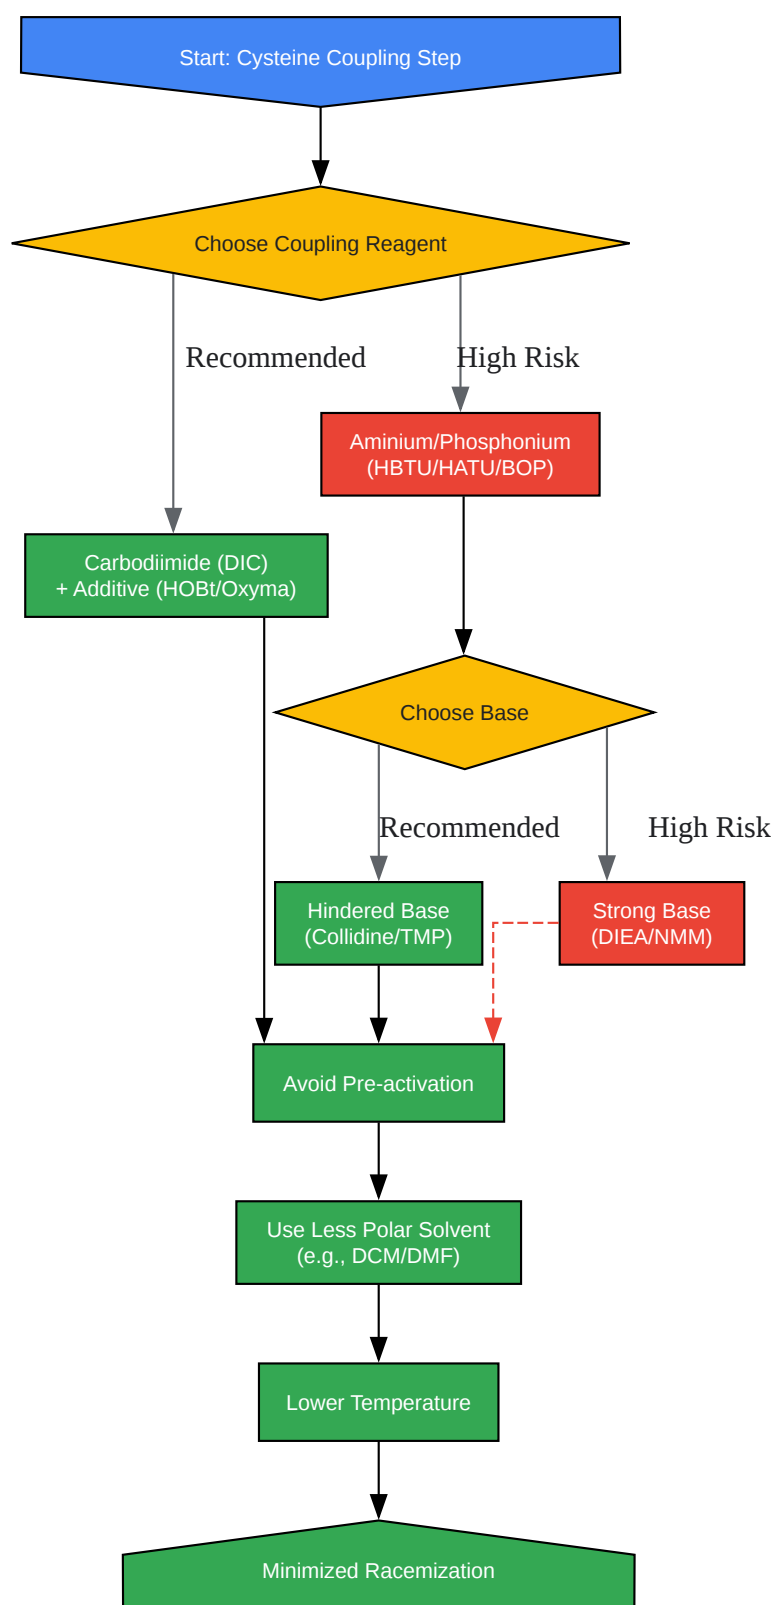 Start: Cysteine Coupling Step
Choose Coupling Reagent
Recommended
High Risk
Aminium/Phosphonium
(HBTU/HATU/BOP)
Carbodiimide (DIC)
+ Additive (HOBt/Oxyma)
Choose Base
Recommended
High Risk
Hindered Base
(Collidine/TMP)
Strong Base
(DIEA/NMM)
Avoid Pre-activation
Use Less Polar Solvent
(e.g., DCM/DMF)
Lower Temperature
Minimized Racemization